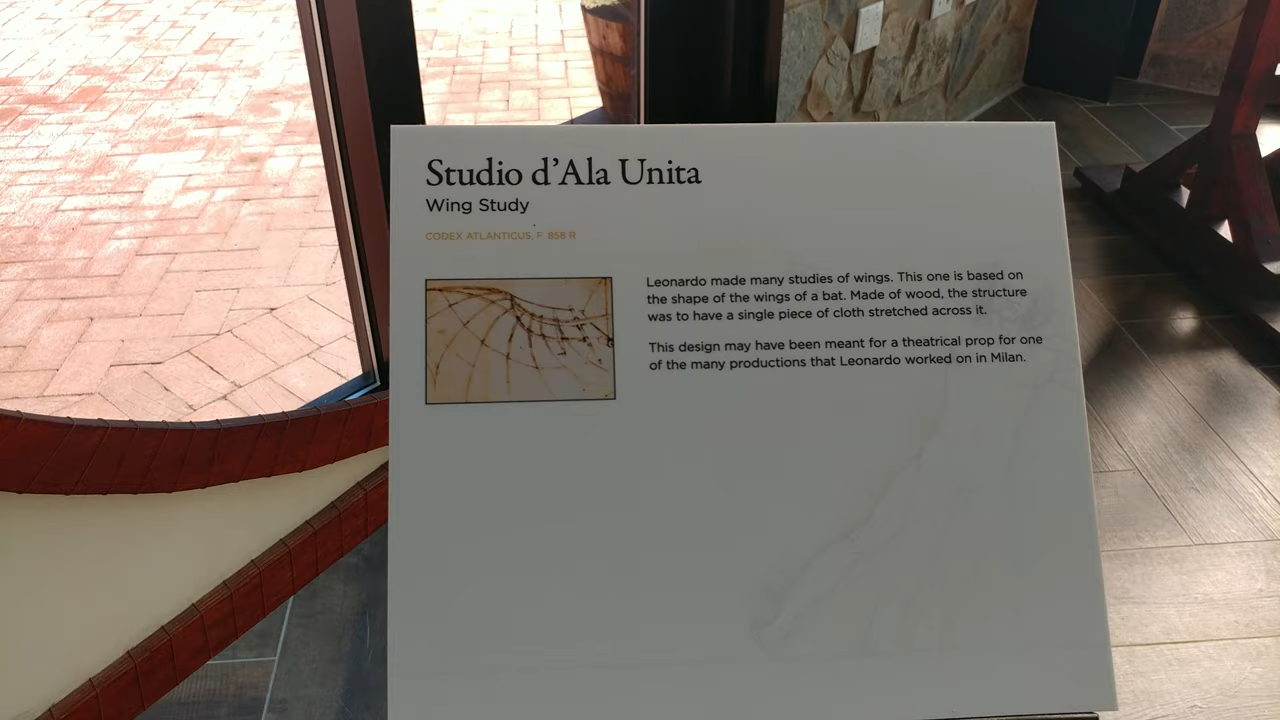 Studio d'Ala Unita
Wing Study
CODEX ATLANTICUS, F. 858 R
Leonardo made many studies of wings. This one is based on
the shape of the wings of a bat. Made of wood, the structure
was to have a single piece of cloth stretched across it.
This design may have been meant for a theatrical prop for one
of the many productions that Leonardo worked on in Milan.